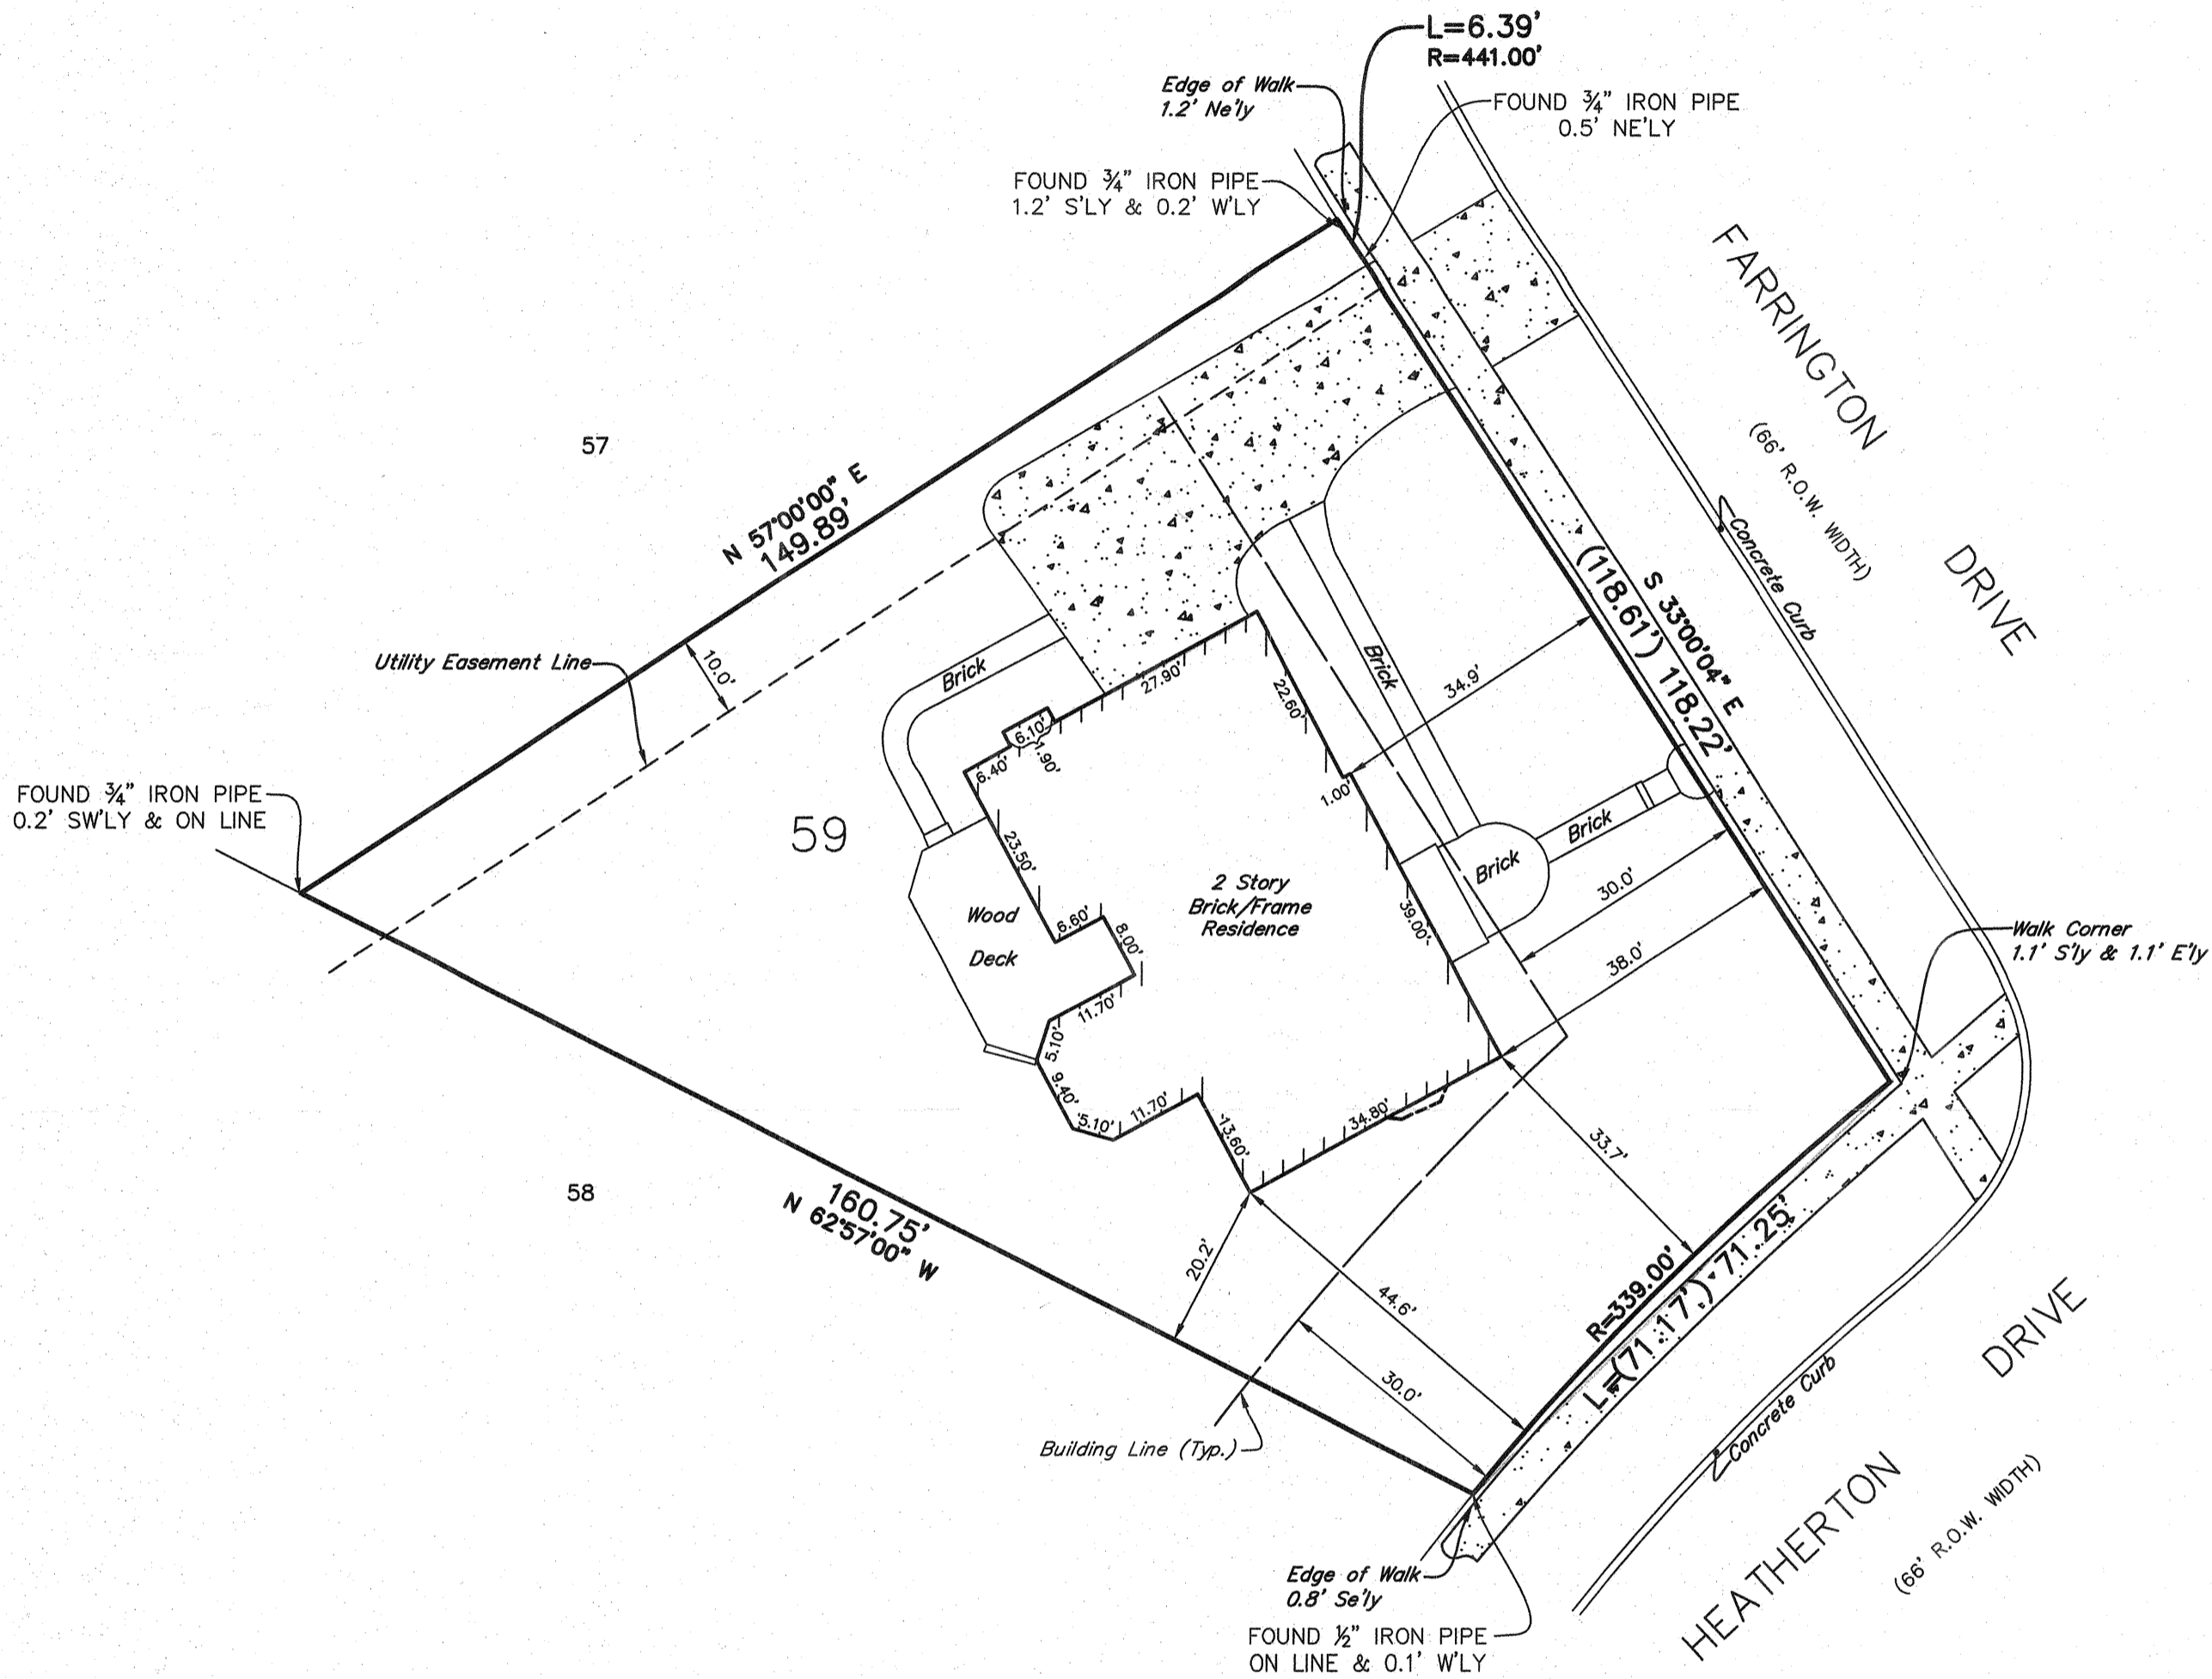 L=6.39'
R=441.00'
Edge of Walk
1.2' Ne'ly
FOUND ¾" IRON PIPE
0.5' NE'LY
FOUND ¾" IRON PIPE
1.2' S'LY & 0.2' W'LY
FARRINGTON DRIVE
(66' R.O.W. WIDTH)
Concrete Curb
57
N 57°00'00" E
149.89'
S 33°00'04" E
(118.61') 118.22'
Utility Easement Line
10.0'
Brick
27.90'
22.60'
Brick
34.9'
6.10'
1.90'
6.40'
1.00'
FOUND ¾" IRON PIPE
0.2' SW'LY & ON LINE
59
23.50'
2 Story
Brick/Frame
Residence
Brick
Brick
30.0'
39.00'
38.0'
Wood
Deck
6.60'
8.00'
11.70'
5.10'
9.40'
5.10'
11.70'
13.60'
34.80'
Walk Corner
1.1' S'ly & 1.1' E'ly
33.7'
58
160.75'
N 62°57'00" W
20.2'
44.6'
30.0'
R=339.00'
L=(71.17') 71.25'
Building Line (Typ.)
Concrete Curb
HEATHERTON DRIVE
(66' R.O.W. WIDTH)
Edge of Walk
0.8' Se'ly
FOUND ½" IRON PIPE
ON LINE & 0.1' W'LY